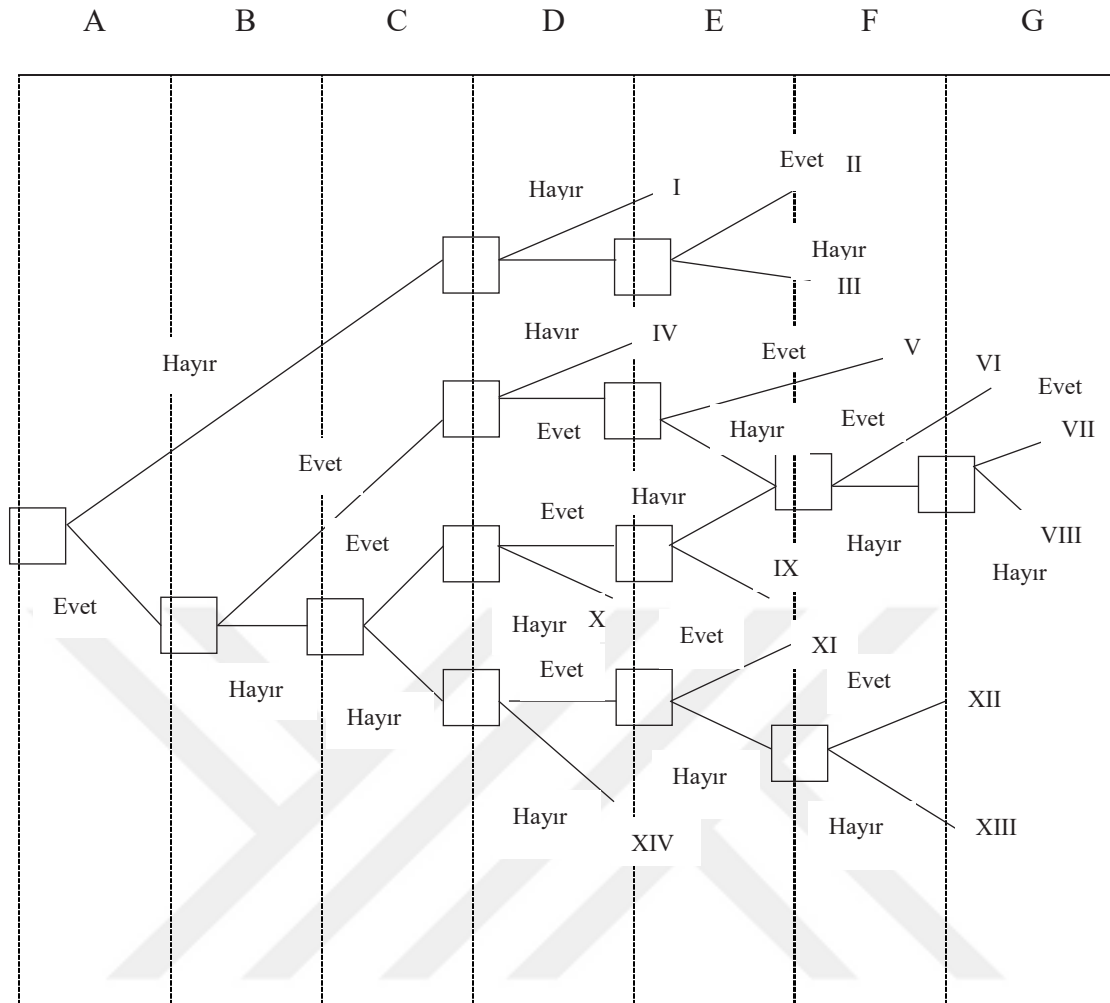 A B C D E F G
Evet II
Hayır I
Hayır
III
Havır IV
Evet V
Hayır
VI
Evet
Evet Hayır Evet
VII
Evet
Havır
Evet
Evet
VIII
Hayır
Hayır
IX
Evet
Hayır X
Evet
XI
Evet
Evet
Hayır
XII
Hayır
Hayır
Hayır
Hayır
XIII
XIV